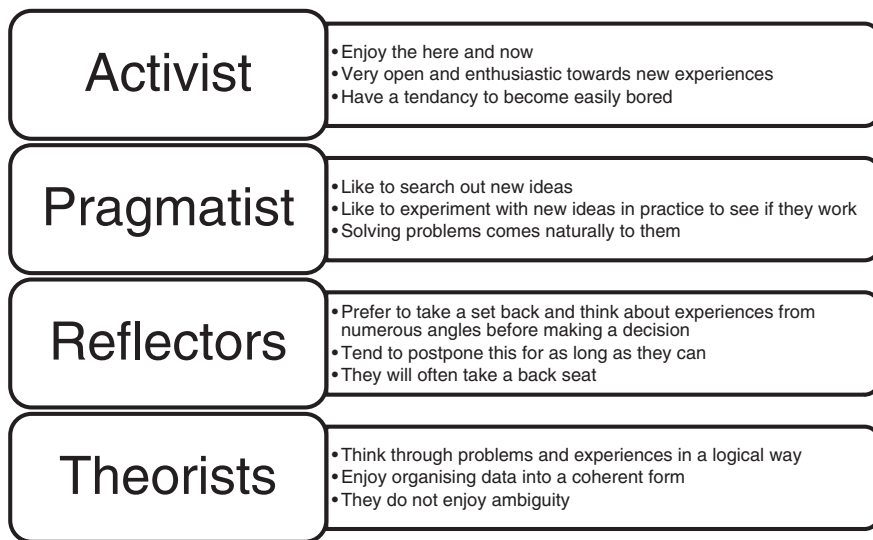 Activist
• Enjoy the here and now
• Very open and enthusiastic towards new experiences
• Have a tendancy to become easily bored
Pragmatist
• Like to search out new ideas
• Like to experiment with new ideas in practice to see if they work
• Solving problems comes naturally to them
Reflectors
• Prefer to take a set back and think about experiences from
numerous angles before making a decision
• Tend to postpone this for as long as they can
• They will often take a back seat
Theorists
• Think through problems and experiences in a logical way
• Enjoy organising data into a coherent form
• They do not enjoy ambiguity